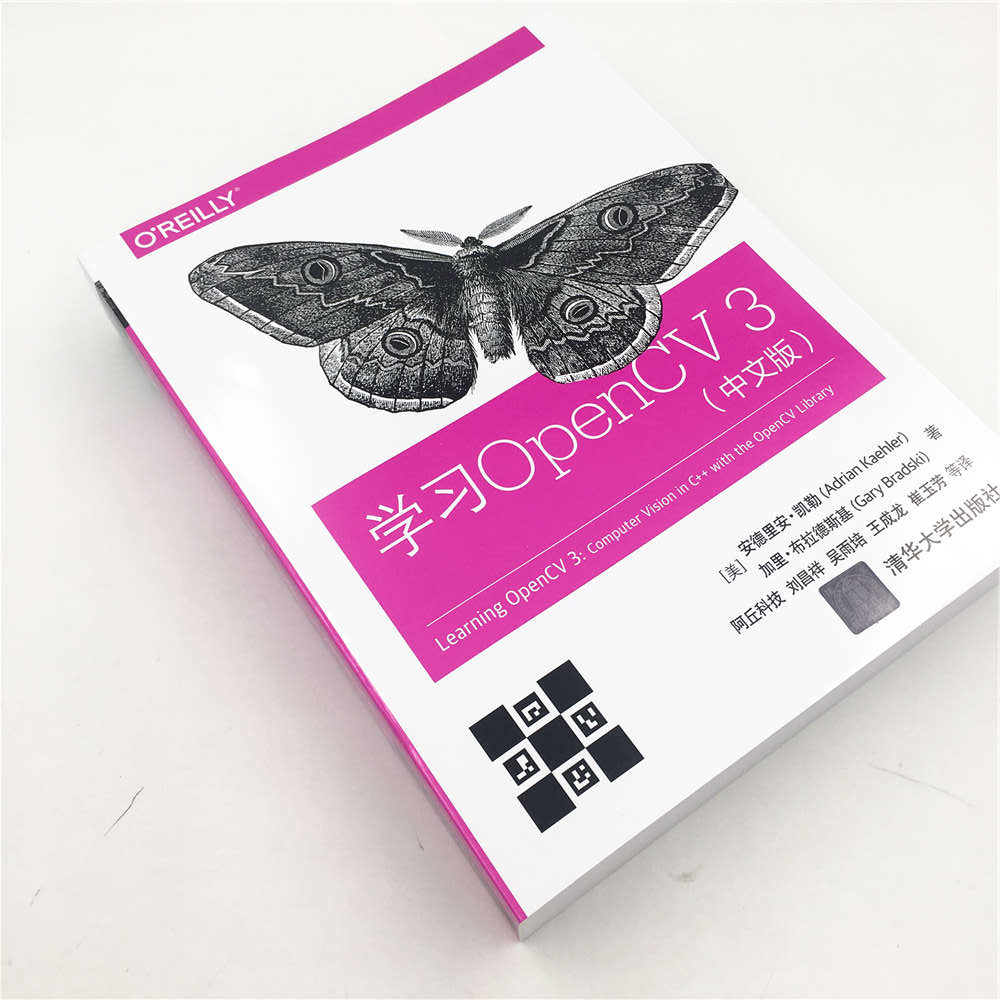 O'REILLY®
学习OpenCV 3
（中文版）
Learning OpenCV 3: Computer Vision in C++ with the OpenCV Library
[美] 安德里安·凯勒 (Adrian Kaehler) 著
加里·布拉德斯基 (Gary Bradski)
阿丘科技 刘昌祥 吴雨培 王成龙 崔玉芳 等译
清华大学出版社